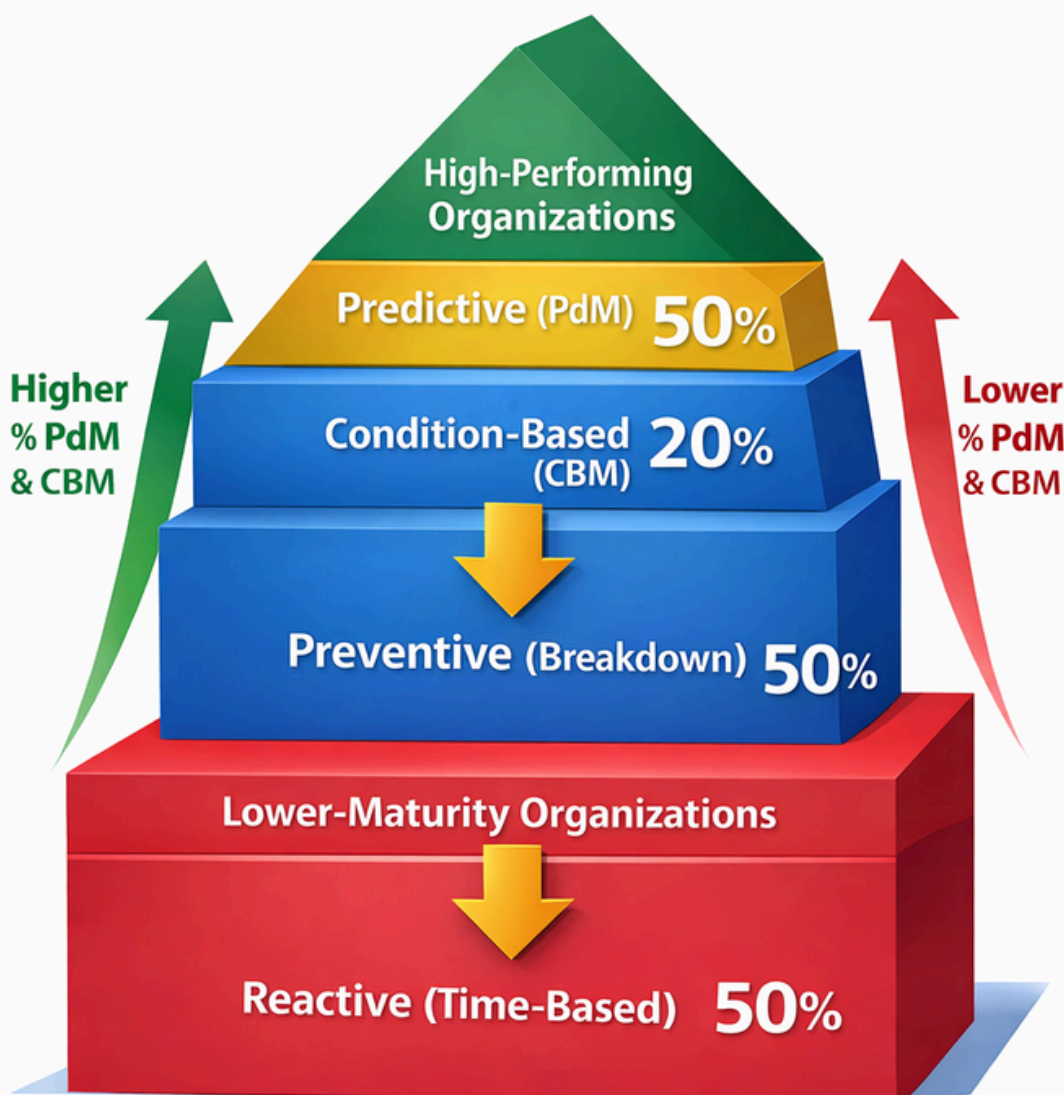 High-Performing
Organizations
Predictive (PdM) 50%
Higher
% PdM
& CBM
Lower
% PdM
& CBM
Condition-Based 20%
(CBM)
Preventive (Breakdown) 50%
Lower-Maturity Organizations
Reactive (Time-Based) 50%